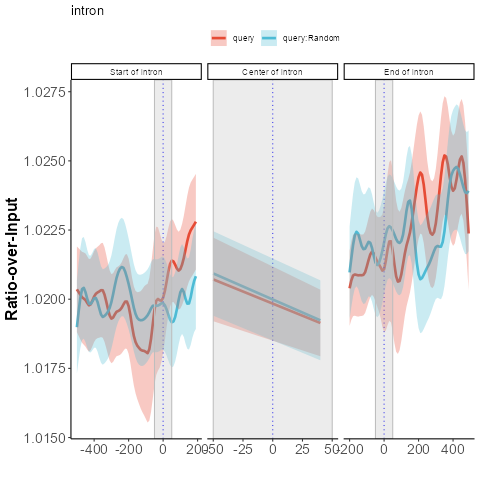 intron
query query:Random
Start of intron Center of intron End of intron
1.0275
1.0250
1.0225
1.0200
1.0175
1.0150
Ratio-over-Input
-400 -200 0 200 -50 -25 0 25 50 -200 0 200 400